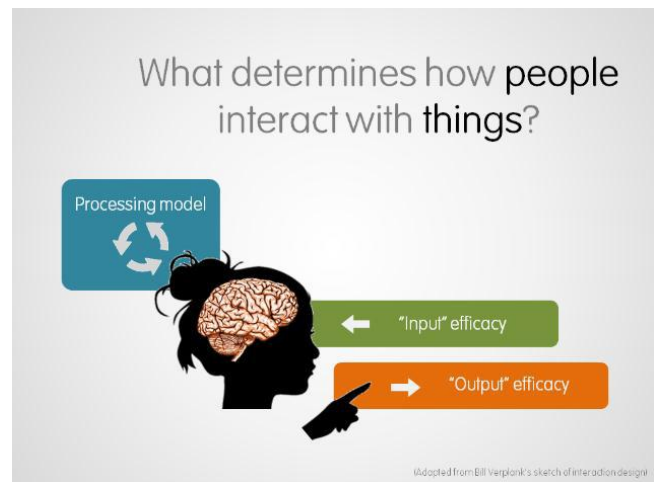 What determines how people
interact with things?
Processing model
"Input" efficacy
"Output" efficacy
(Adapted from Bill Verplank's sketch of interaction design)